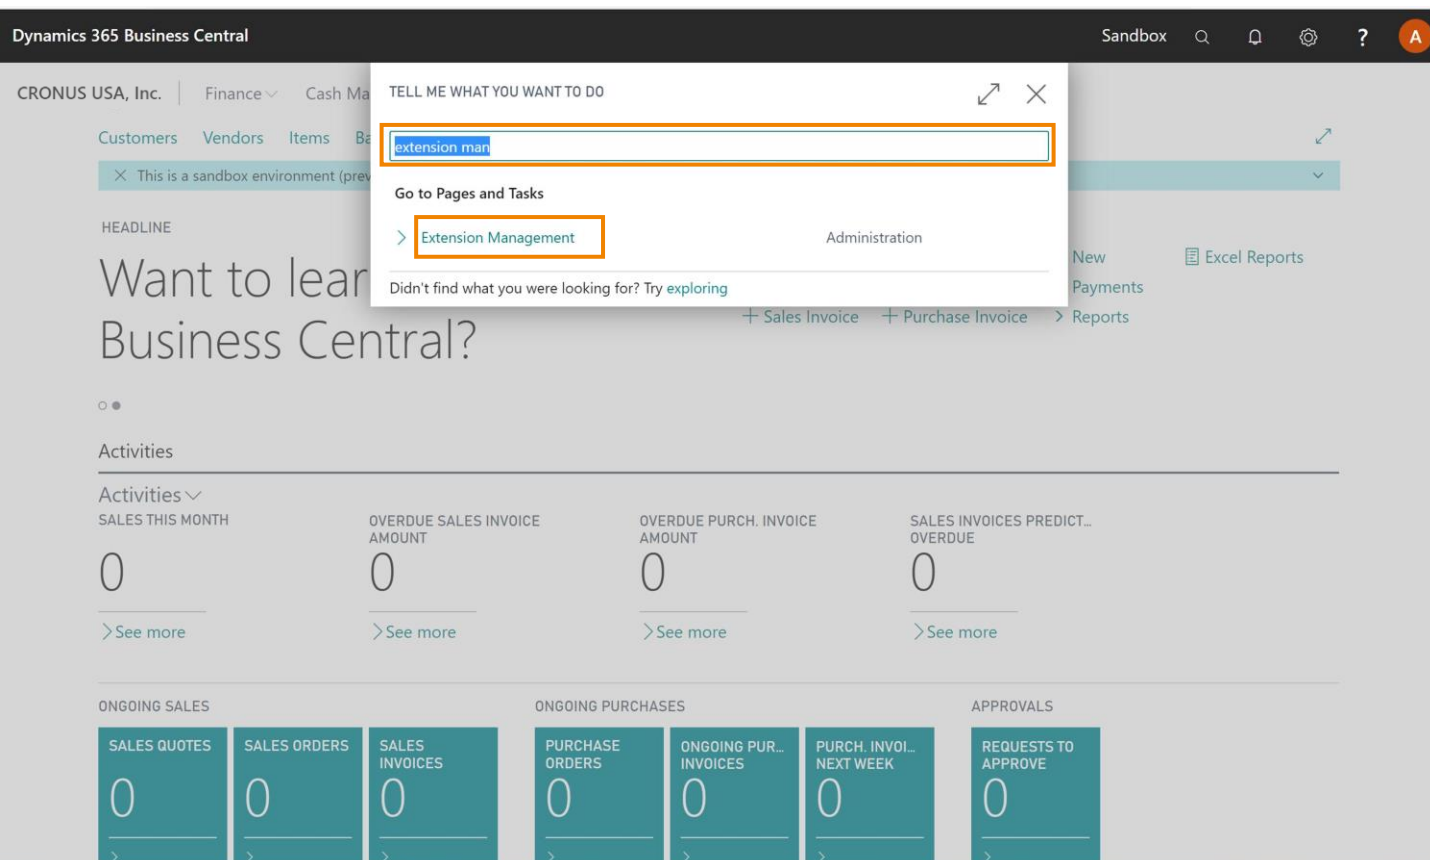 Dynamics 365 Business Central
Sandbox
?
A
CRONUS USA, Inc.
Finance
Cash Ma
TELL ME WHAT YOU WANT TO DO
Customers Vendors Items Ba
extension man
This is a sandbox environment (prev
Go to Pages and Tasks
Extension Management
Administration
Didn't find what you were looking for? Try exploring
HEADLINE
Want to lear
Business Central?
New
Payments
Reports
Excel Reports
+ Sales Invoice + Purchase Invoice
Activities
Activities
SALES THIS MONTH
0
See more
OVERDUE SALES INVOICE
AMOUNT
0
See more
OVERDUE PURCH. INVOICE
AMOUNT
0
See more
SALES INVOICES PREDICT...
OVERDUE
0
See more
ONGOING SALES
SALES QUOTES
0
SALES ORDERS
0
SALES
INVOICES
0
ONGOING PURCHASES
PURCHASE
ORDERS
0
ONGOING PUR...
INVOICES
0
PURCH. INVOI...
NEXT WEEK
0
APPROVALS
REQUESTS TO
APPROVE
0